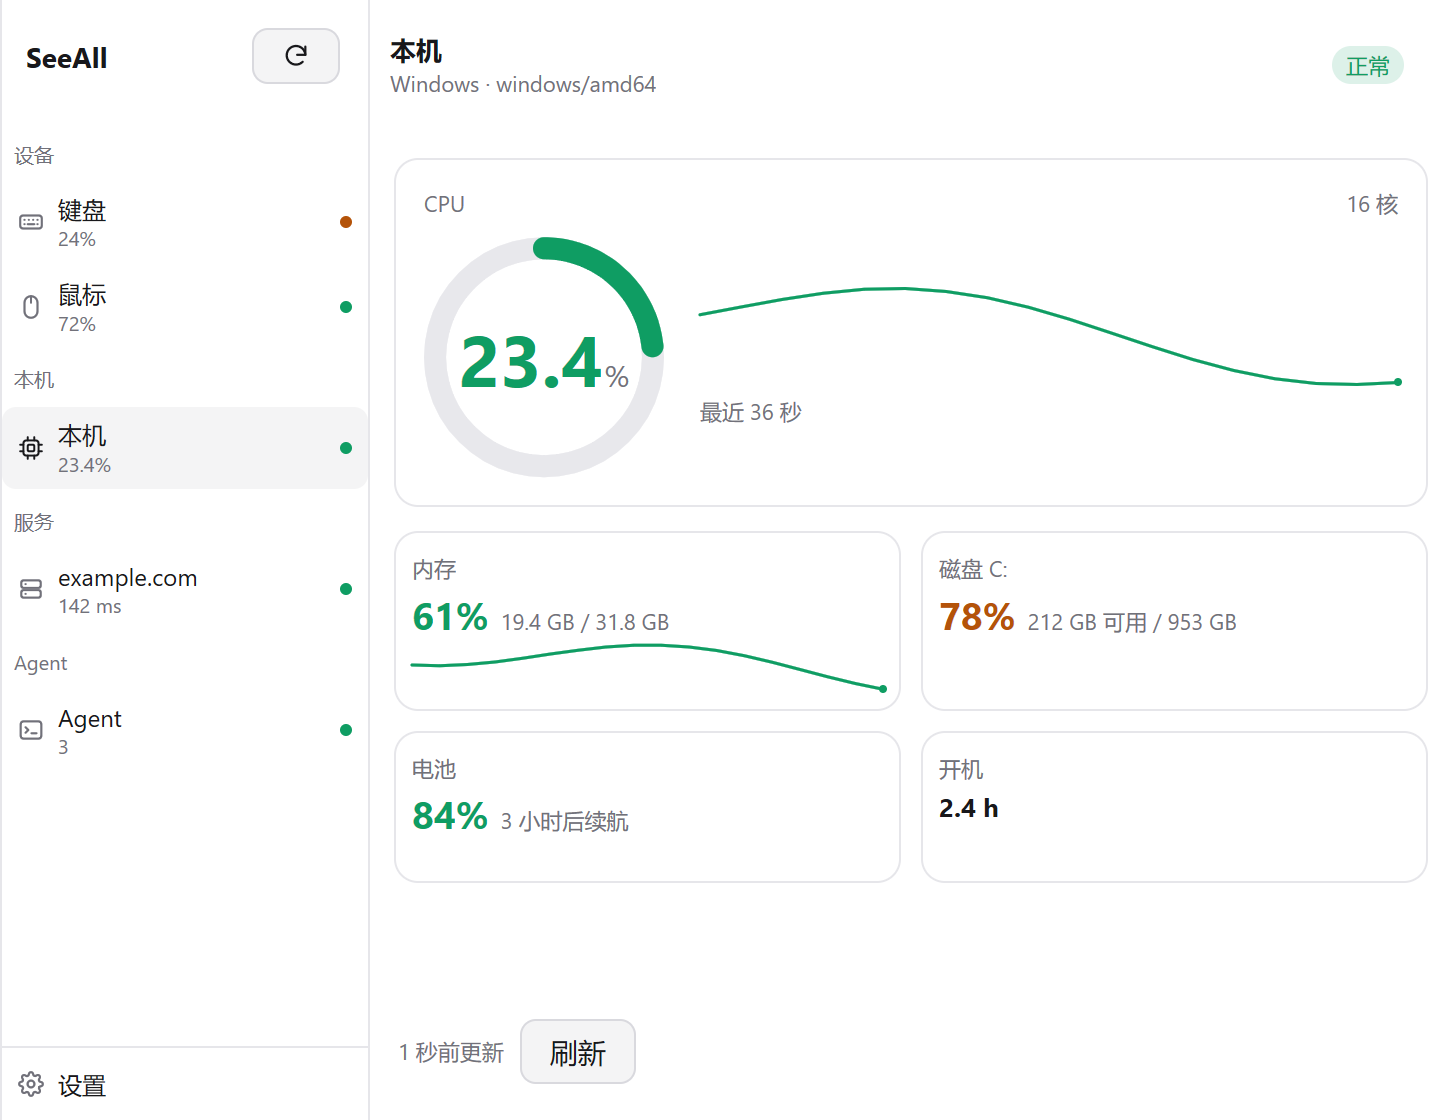 SeeAll
设备
键盘
24%
鼠标
72%
本机
本机
23.4%
服务
example.com
142 ms
Agent
Agent
3
设置
本机
Windows · windows/amd64
正常
CPU
16 核
23.4%
最近 36 秒
内存
61% 19.4 GB / 31.8 GB
磁盘 C:
78% 212 GB 可用 / 953 GB
电池
84% 3 小时后续航
开机
2.4 h
1 秒前更新
刷新